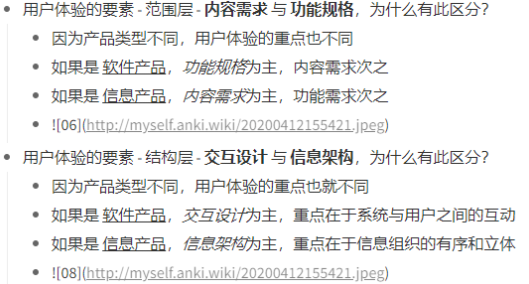 用户体验的要素 - 范围层 - 内容需求 与 功能规格，为什么有此区分？
因为产品类型不同，用户体验的重点也不同
如果是 软件产品，功能规格为主，内容需求次之
如果是 信息产品，内容需求为主，功能需求次之
![06](http://myself.anki.wiki/20200412155421.jpeg)
用户体验的要素 - 结构层 - 交互设计 与 信息架构，为什么有此区分？
因为产品类型不同，用户体验的重点也就不同
如果是 软件产品，交互设计为主，重点在于系统与用户之间的互动
如果是 信息产品，信息架构为主，重点在于信息组织的有序和立体
![08](http://myself.anki.wiki/20200412155421.jpeg)